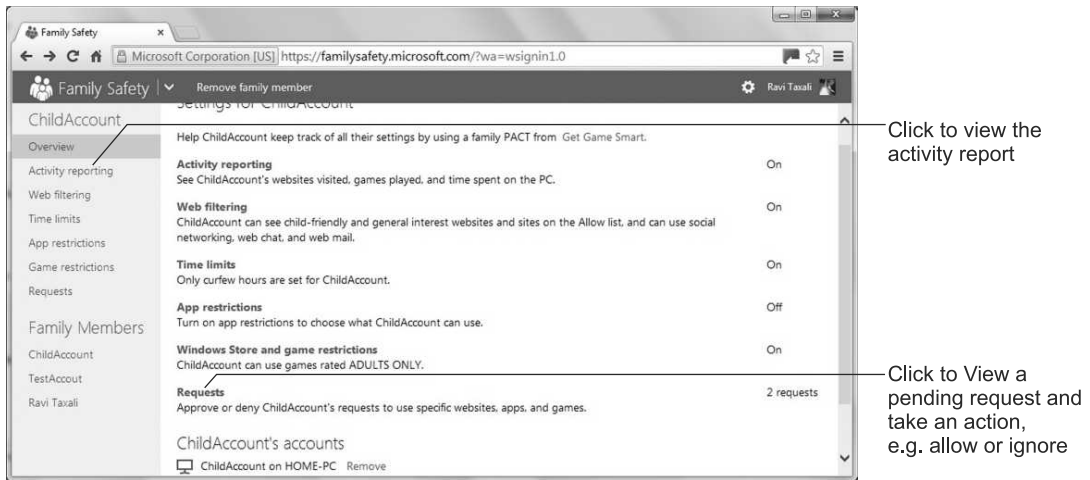 Family Safety
Microsoft Corporation [US] https://familysafety.microsoft.com/?wa=wsignin1.0
Family Safety Remove family member Ravi Taxali
ChildAccount
Overview
Activity reporting
Web filtering
Time limits
App restrictions
Game restrictions
Requests
Family Members
ChildAccount
TestAccout
Ravi Taxali
Settings for ChildAccount
Help ChildAccount keep track of all their settings by using a family PACT from Get Game Smart.
Activity reporting On
See ChildAccount's websites visited, games played, and time spent on the PC.
Web filtering On
ChildAccount can see child-friendly and general interest websites and sites on the Allow list, and can use social
networking, web chat, and web mail.
Time limits On
Only curfew hours are set for ChildAccount.
App restrictions Off
Turn on app restrictions to choose what ChildAccount can use.
Windows Store and game restrictions On
ChildAccount can use games rated ADULTS ONLY.
Requests 2 requests
Approve or deny ChildAccount's requests to use specific websites, apps, and games.
ChildAccount's accounts
ChildAccount on HOME-PC Remove
Click to view the
activity report
Click to View a
pending request and
take an action,
e.g. allow or ignore